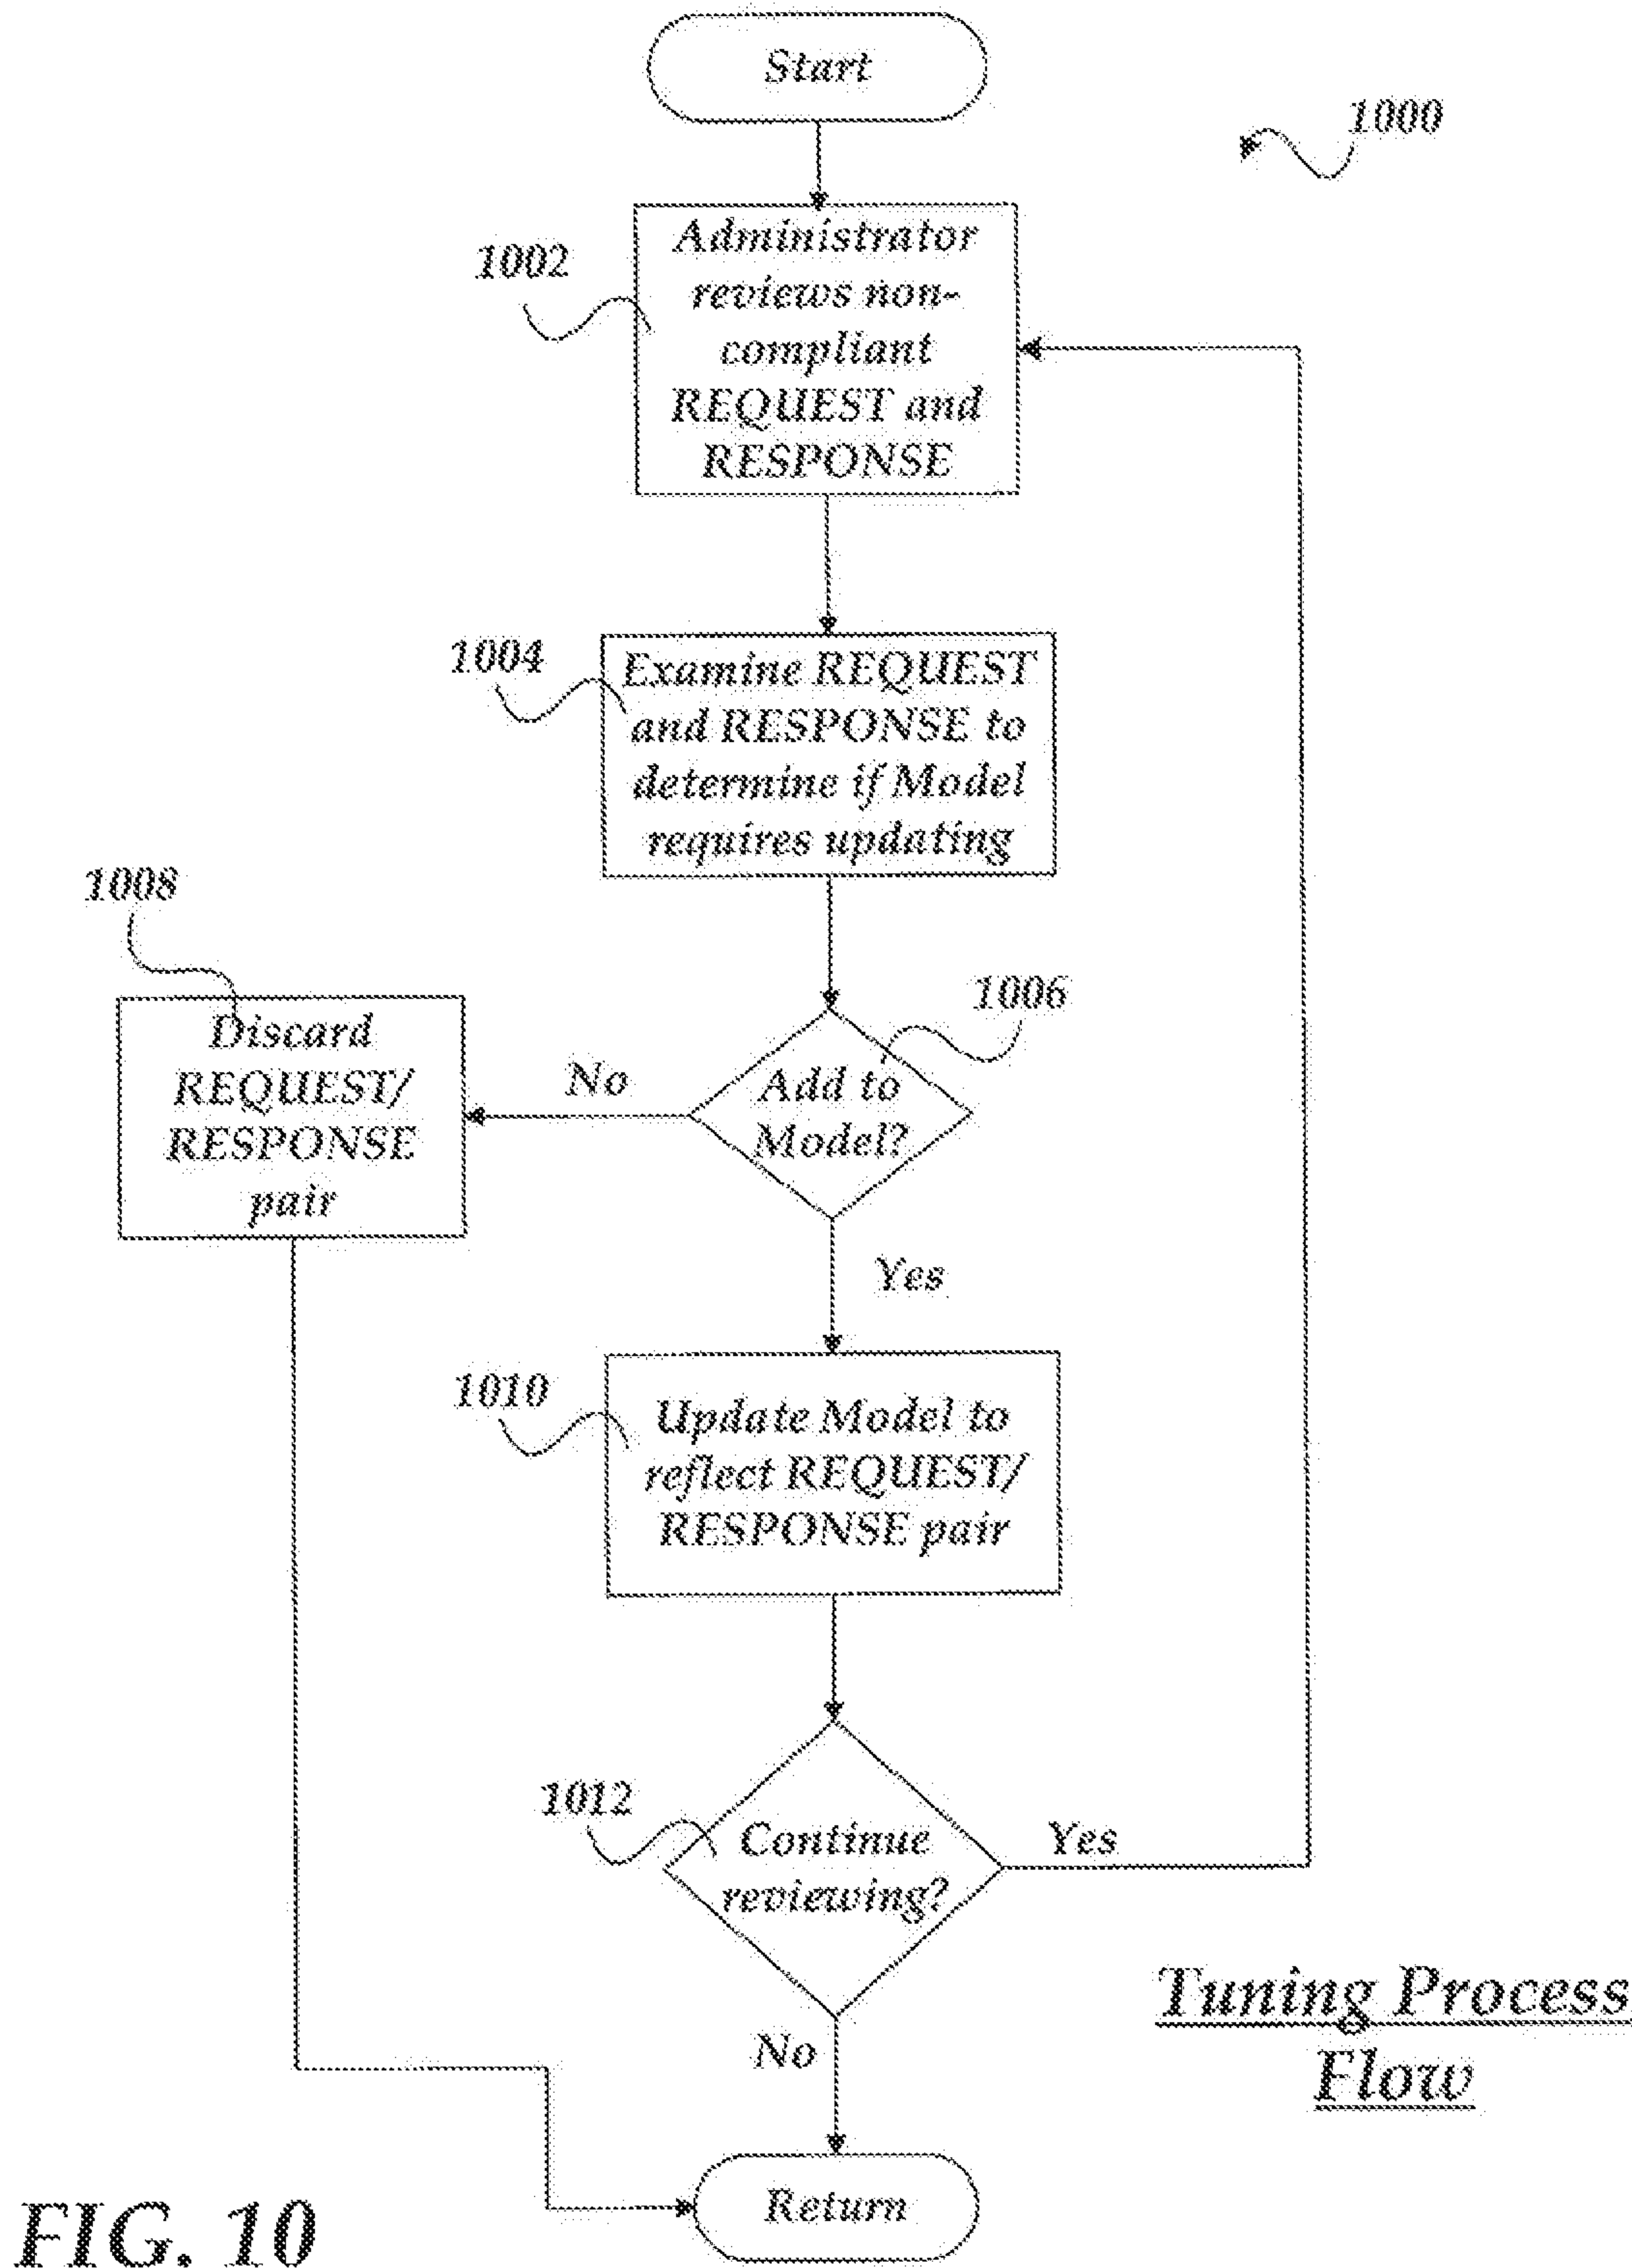 Start
1000
1002
Administrator
reviews non-
compliant
REQUEST and
RESPONSE
1004
Examine REQUEST
and RESPONSE to
determine if Model
requires updating
1008
Discard
REQUEST/
RESPONSE
pair
No
1006
Add to
Model?
Yes
1010
Update Model to
reflect REQUEST/
RESPONSE pair
1012
Continue
reviewing?
Yes
No
Tuning Process
Flow
Return
FIG. 10